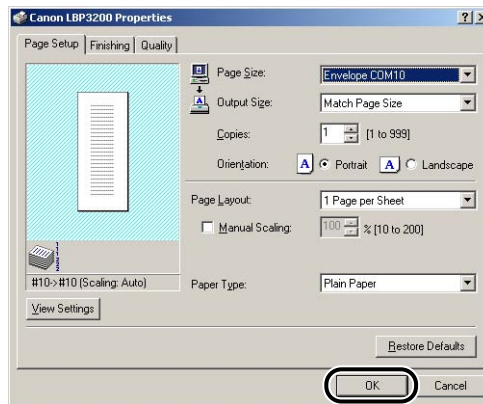 Canon LBP3200 Properties
Page Setup Finishing Quality
Page Size: Envelope COM10
Output Size: Match Page Size
Copies: 1 [1 to 999]
Orientation: A Portrait A Landscape
Page Layout: 1 Page per Sheet
Manual Scaling: 100 % [10 to 200]
#10->#10 (Scaling: Auto)
Paper Type: Plain Paper
View Settings
Restore Defaults
OK Cancel